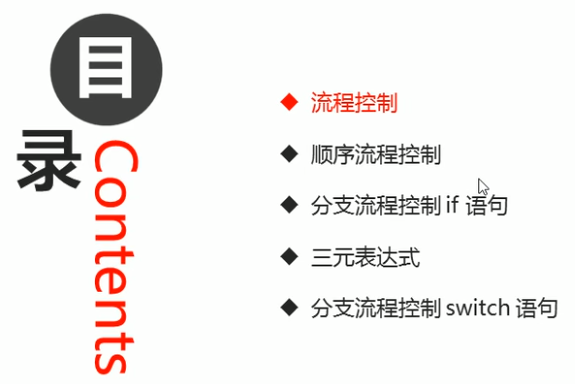 目录
Contents
◆ 流程控制
◆ 顺序流程控制
◆ 分支流程控制 if 语句
◆ 三元表达式
◆ 分支流程控制 switch 语句